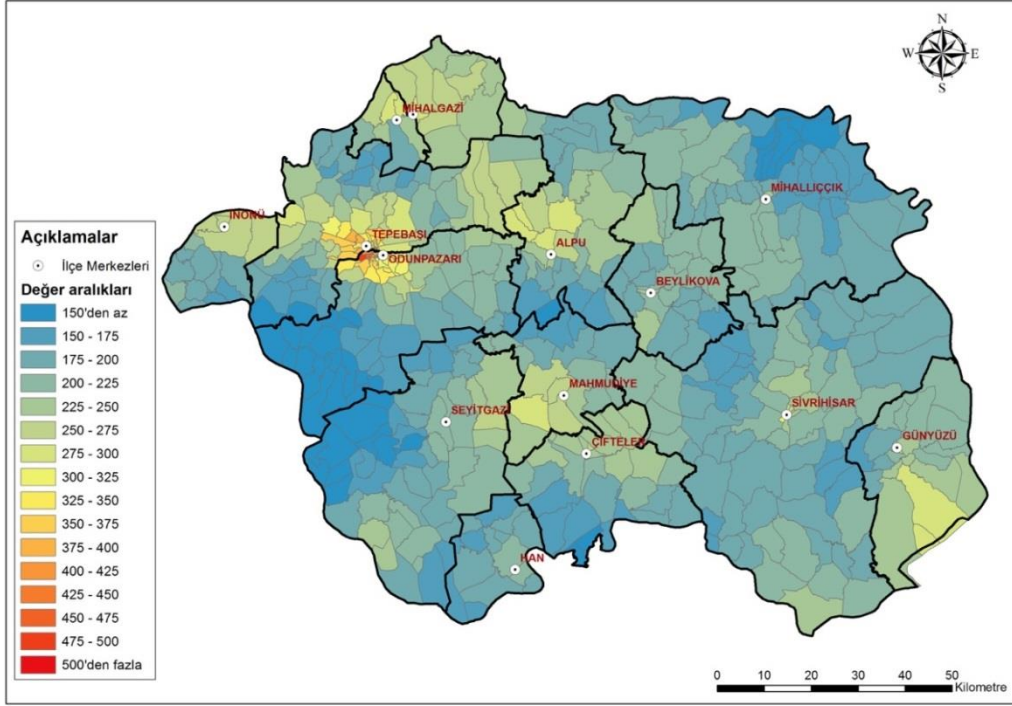 N
W E
S
MİHALGAZİ
MİHALLIÇCIK
İNÖNÜ
TEPEBAŞI
ODUNPAZARI
ALPU
BEYLİKOVA
MAHMUDİYE
SEYİTGAZİ
SİVRİHİSAR
ÇİFTELER
GÜNYÜZÜ
HAN
Açıklamalar
İlçe Merkezleri
Değer aralıkları
150'den az
150 - 175
175 - 200
200 - 225
225 - 250
250 - 275
275 - 300
300 - 325
325 - 350
350 - 375
375 - 400
400 - 425
425 - 450
450 - 475
475 - 500
500'den fazla
0 10 20 30 40 50
Kilometre